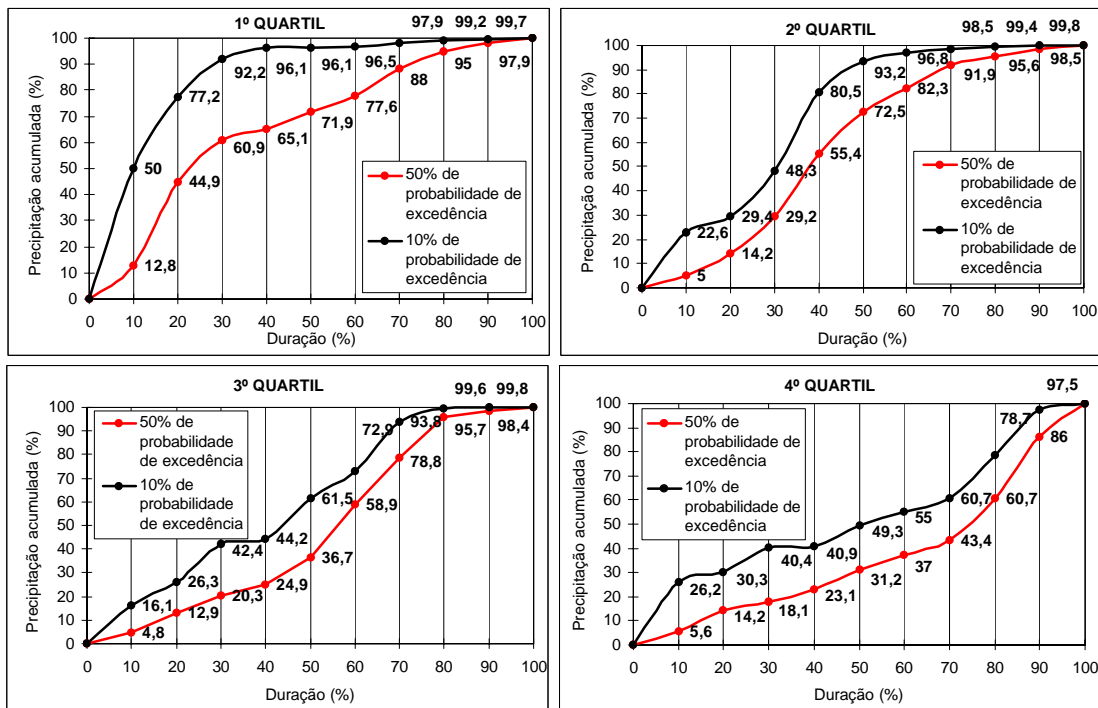 1º QUARTIL
97,9 99,2 99,7
Precipitação acumulada (%)
100
90
80
70
60
50
40
30
20
10
0
50
77,2
92,2
96,1
96,1
96,5
12,8
44,9
60,9
65,1
71,9
77,6
88
95
97,9
50% de
probabilidade de
excedência
10% de
probabilidade de
excedência
0 10 20 30 40 50 60 70 80 90 100
Duração (%)
2º QUARTIL
98,5 99,4 99,8
Precipitação acumulada (%)
100
90
80
70
60
50
40
30
20
10
0
22,6
29,4
48,3
80,5
93,2
96,8
5
14,2
29,2
55,4
72,5
82,3
91,9
95,6
98,5
50% de
probabilidade de
excedência
10% de
probabilidade de
excedência
0 10 20 30 40 50 60 70 80 90 100
Duração (%)
3º QUARTIL
99,6 99,8
Precipitação acumulada (%)
100
90
80
70
60
50
40
30
20
10
0
50% de
probabilidade
de excedência
10% de
probabilidade
de excedência
16,1
26,3
42,4
44,2
61,5
72,9
93,8
4,8
12,9
20,3
24,9
36,7
58,9
78,8
95,7
98,4
0 10 20 30 40 50 60 70 80 90 100
Duração (%)
4º QUARTIL
97,5
Precipitação acumulada (%)
100
90
80
70
60
50
40
30
20
10
0
50% de
probabilidade
de excedência
10% de
probabilidade
de excedência
26,2
30,3
40,4
40,9
49,3
55
60,7
78,7
5,6
14,2
18,1
23,1
31,2
37
43,4
60,7
86
0 10 20 30 40 50 60 70 80 90 100
Duração (%)